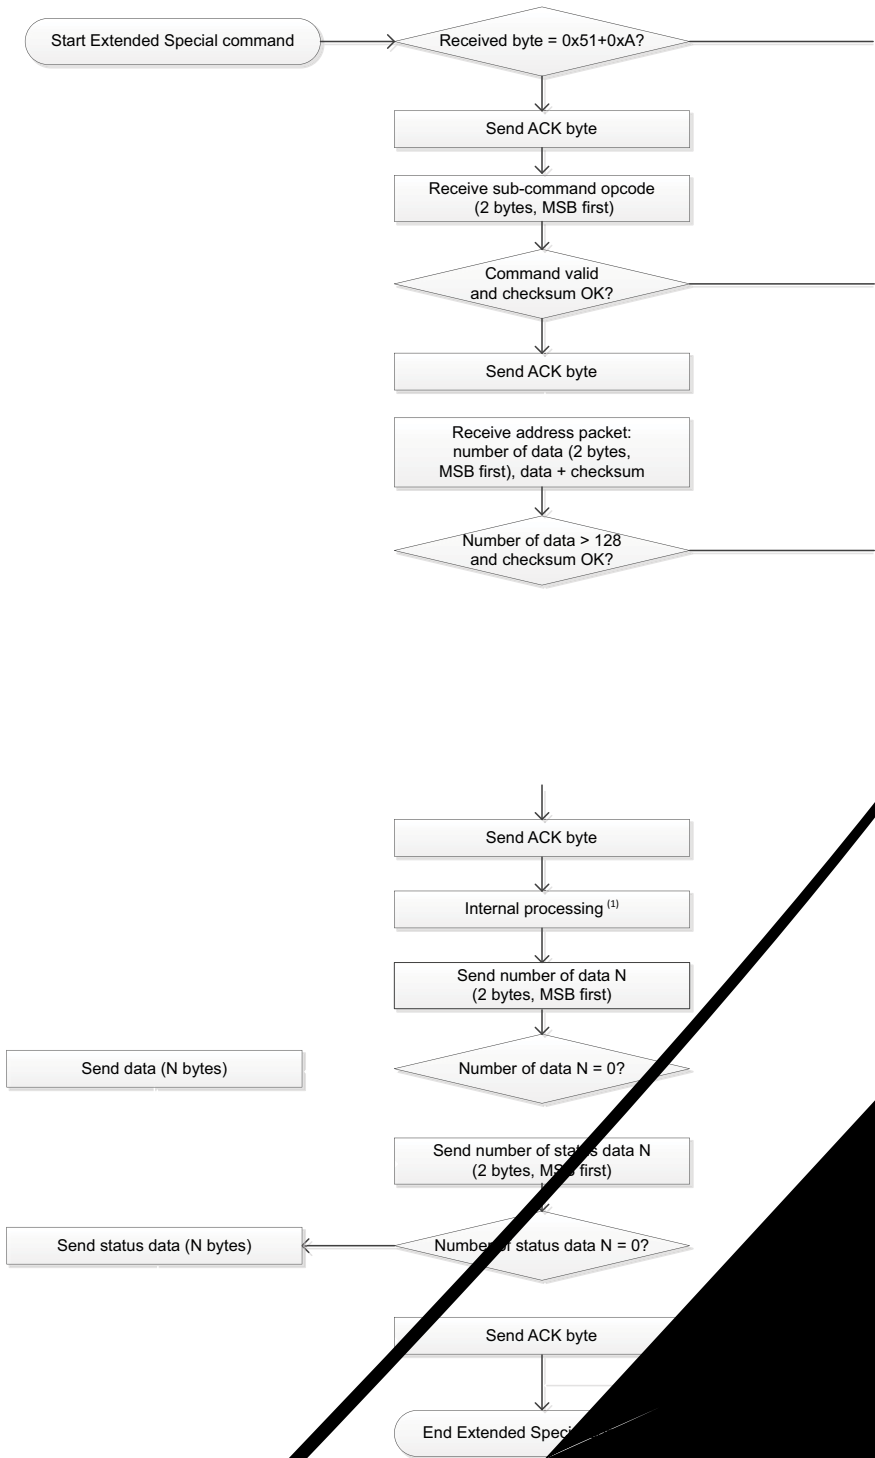 Start Extended Special command
Received byte = 0x51+0xA?
Send ACK byte
Receive sub-command opcode
(2 bytes, MSB first)
Command valid
and checksum OK?
Send ACK byte
Receive address packet:
number of data (2 bytes,
MSB first), data + checksum
Number of data > 128
and checksum OK?
Send ACK byte
Internal processing (1)
Send number of data N
(2 bytes, MSB first)
Send data (N bytes)
Number of data N = 0?
Send number of status data N
(2 bytes, MSB first)
Send status data (N bytes)
Number of status data N = 0?
Send ACK byte
End Extended